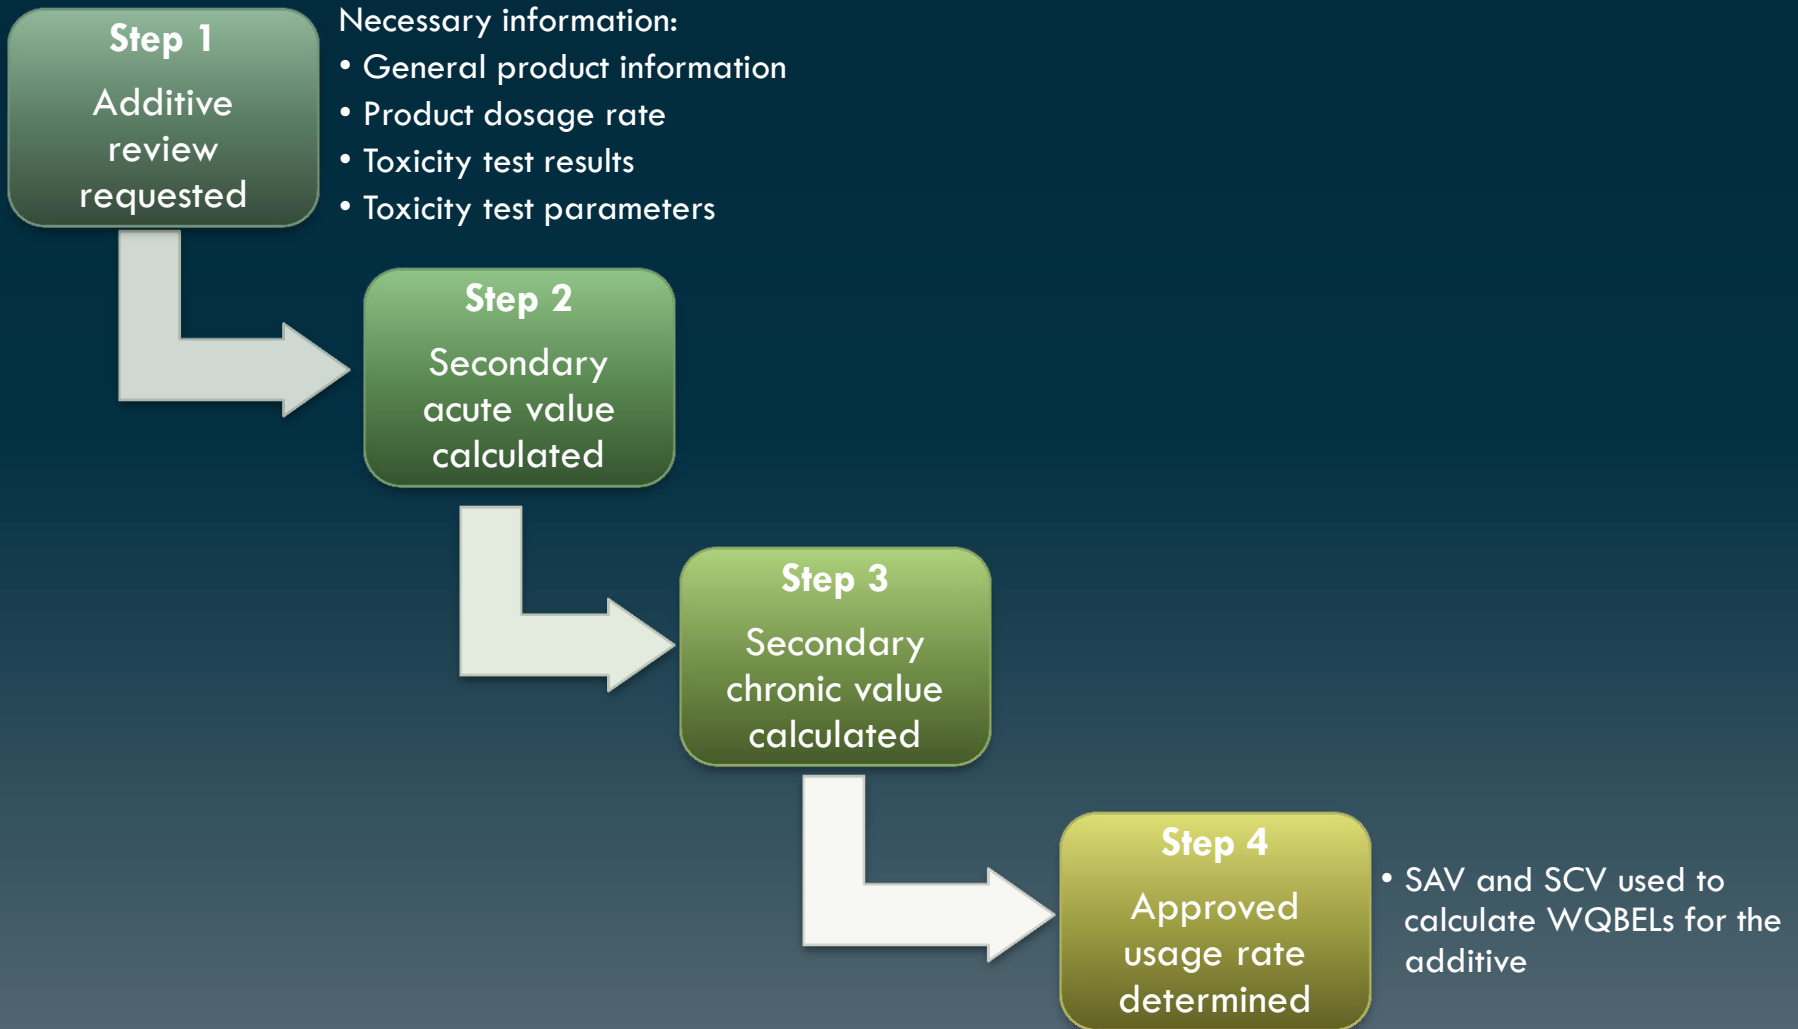 Step 1
Additive
review
requested
Necessary information:
• General product information
• Product dosage rate
• Toxicity test results
• Toxicity test parameters
Step 2
Secondary
acute value
calculated
Step 3
Secondary
chronic value
calculated
Step 4
Approved
usage rate
determined
• SAV and SCV used to
calculate WQBELs for the
additive